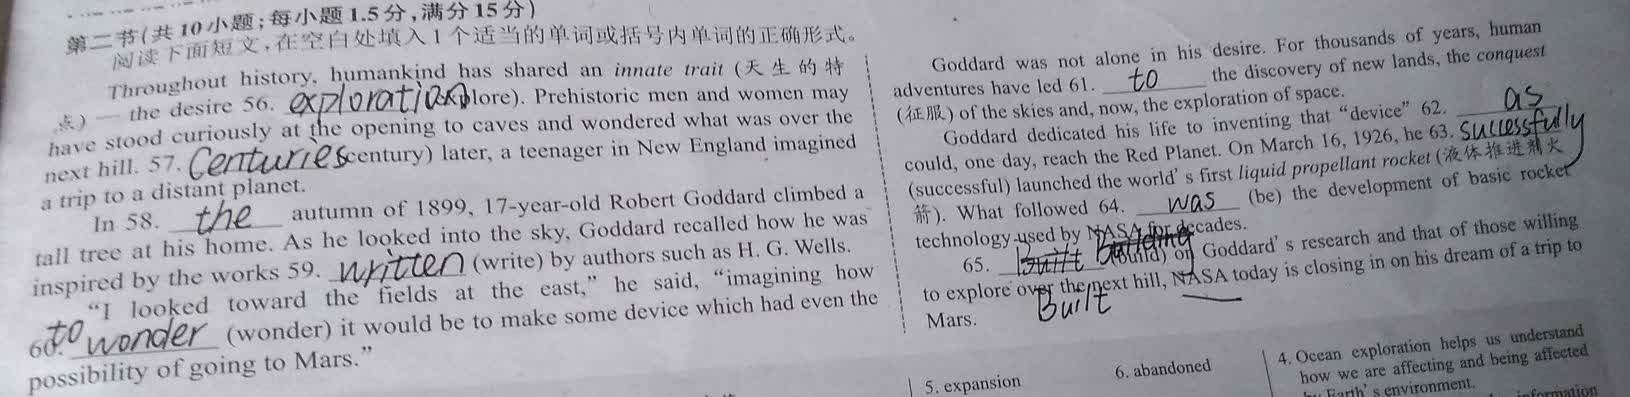 第二节(共10小题;每小题1.5分,满分15分)
阅读下面短文,在空白处填入1个适当的单词或括号内单词的正确形式。
Throughout history, humankind has shared an innate trait (天生的特
点) — the desire 56. exploration (explore). Prehistoric men and women may
have stood curiously at the opening to caves and wondered what was over the
next hill. 57. Centuries (century) later, a teenager in New England imagined
a trip to a distant planet.
In 58. the autumn of 1899, 17-year-old Robert Goddard climbed a
tall tree at his home. As he looked into the sky, Goddard recalled how he was
inspired by the works 59. written (write) by authors such as H. G. Wells.
"I looked toward the fields at the east," he said, "imagining how
60. to wonder (wonder) it would be to make some device which had even the
possibility of going to Mars."
Goddard was not alone in his desire. For thousands of years, human
adventures have led 61. to the discovery of new lands, the conquest
(征服) of the skies and, now, the exploration of space.
Goddard dedicated his life to inventing that "device" 62. as
could, one day, reach the Red Planet. On March 16, 1926, he 63. Successfully
(successful) launched the world's first liquid propellant rocket (液体推进剂火
箭). What followed 64. was (be) the development of basic rocket
technology used by NASA for decades.
65. built Building (build) on Goddard's research and that of those willing
to explore over the next hill, NASA today is closing in on his dream of a trip to
Built
Mars.
5. expansion
6. abandoned
4. Ocean exploration helps us understand
how we are affecting and being affected
by Earth's environment.
information